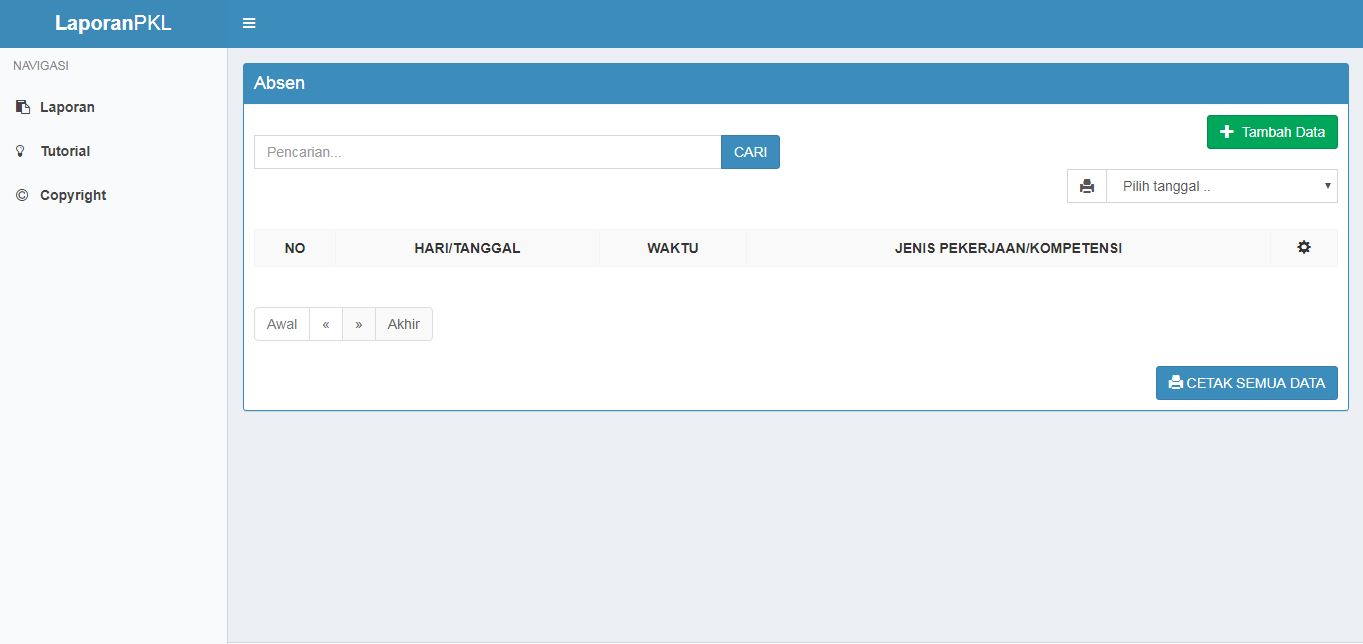 LaporanPKL
NAVIGASI
Laporan
Tutorial
© Copyright
Absen
Tambah Data
Pencarian... CARI
Pilih tanggal ..
NO HARI/TANGGAL WAKTU JENIS PEKERJAAN/KOMPETENSI
Awal « » Akhir
CETAK SEMUA DATA